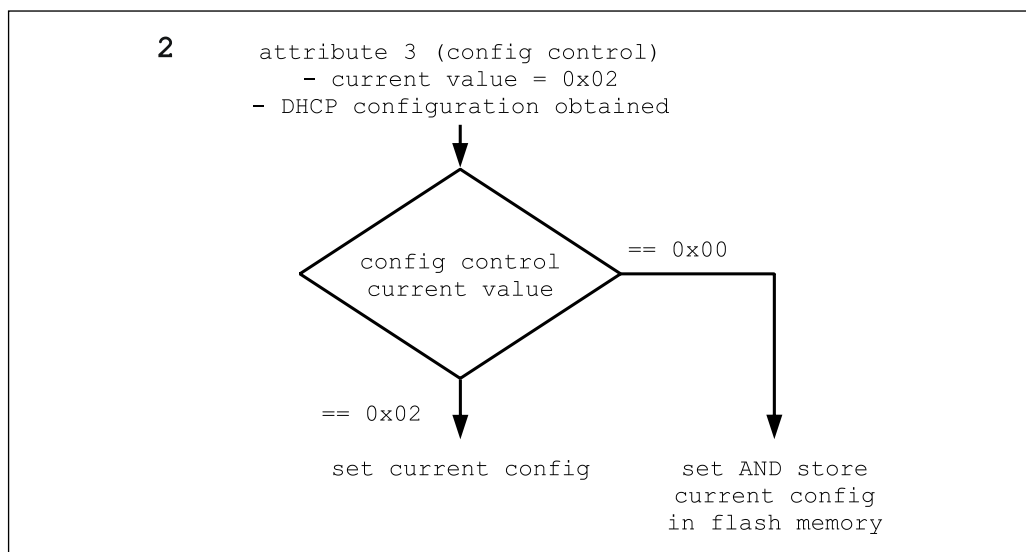 2
attribute 3 (config control)
- current value = 0x02
- DHCP configuration obtained
config control
current value
== 0x00
== 0x02
set current config
set AND store
current config
in flash memory